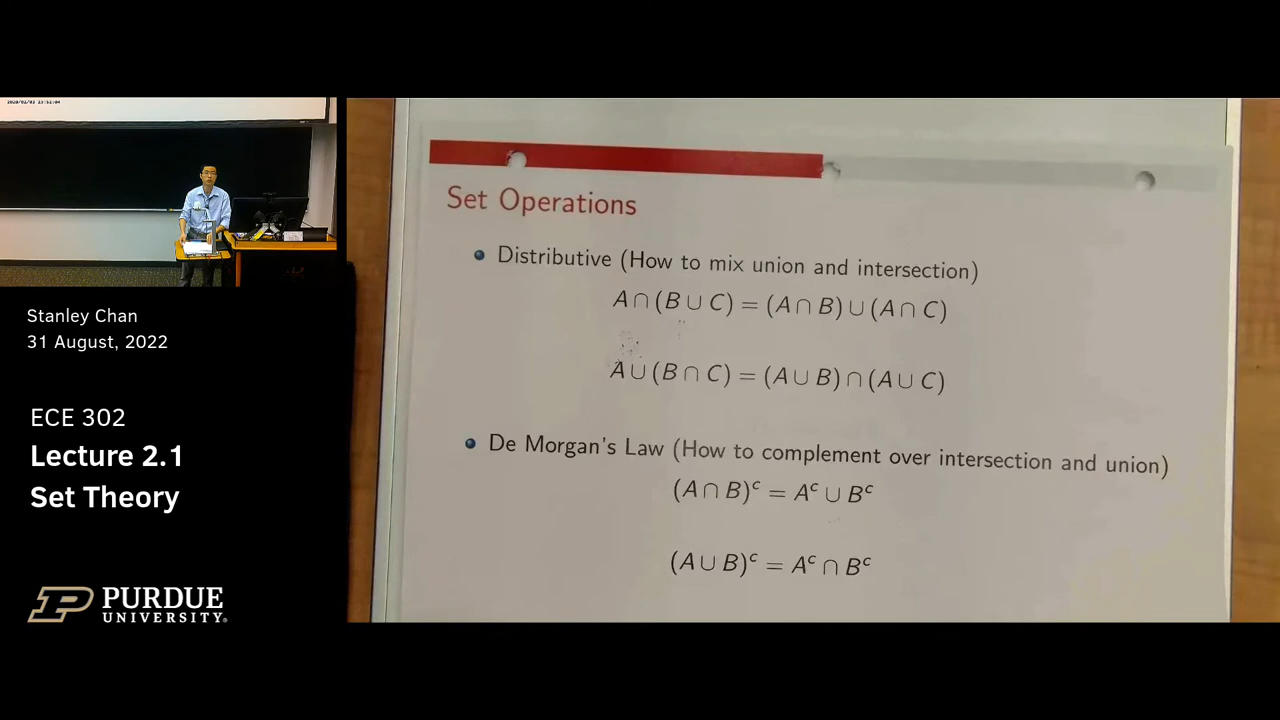 Stanley Chan
31 August, 2022
ECE 302
Lecture 2.1
Set Theory
PURDUE
UNIVERSITY.
Set Operations
Distributive (How to mix union and intersection)
A ∩ (B ∪ C) = (A ∩ B) ∪ (A ∩ C)
A ∪ (B ∩ C) = (A ∪ B) ∩ (A ∪ C)
De Morgan's Law (How to complement over intersection and union)
(A ∩ B)ᶜ = Aᶜ ∪ Bᶜ
(A ∪ B)ᶜ = Aᶜ ∩ Bᶜ